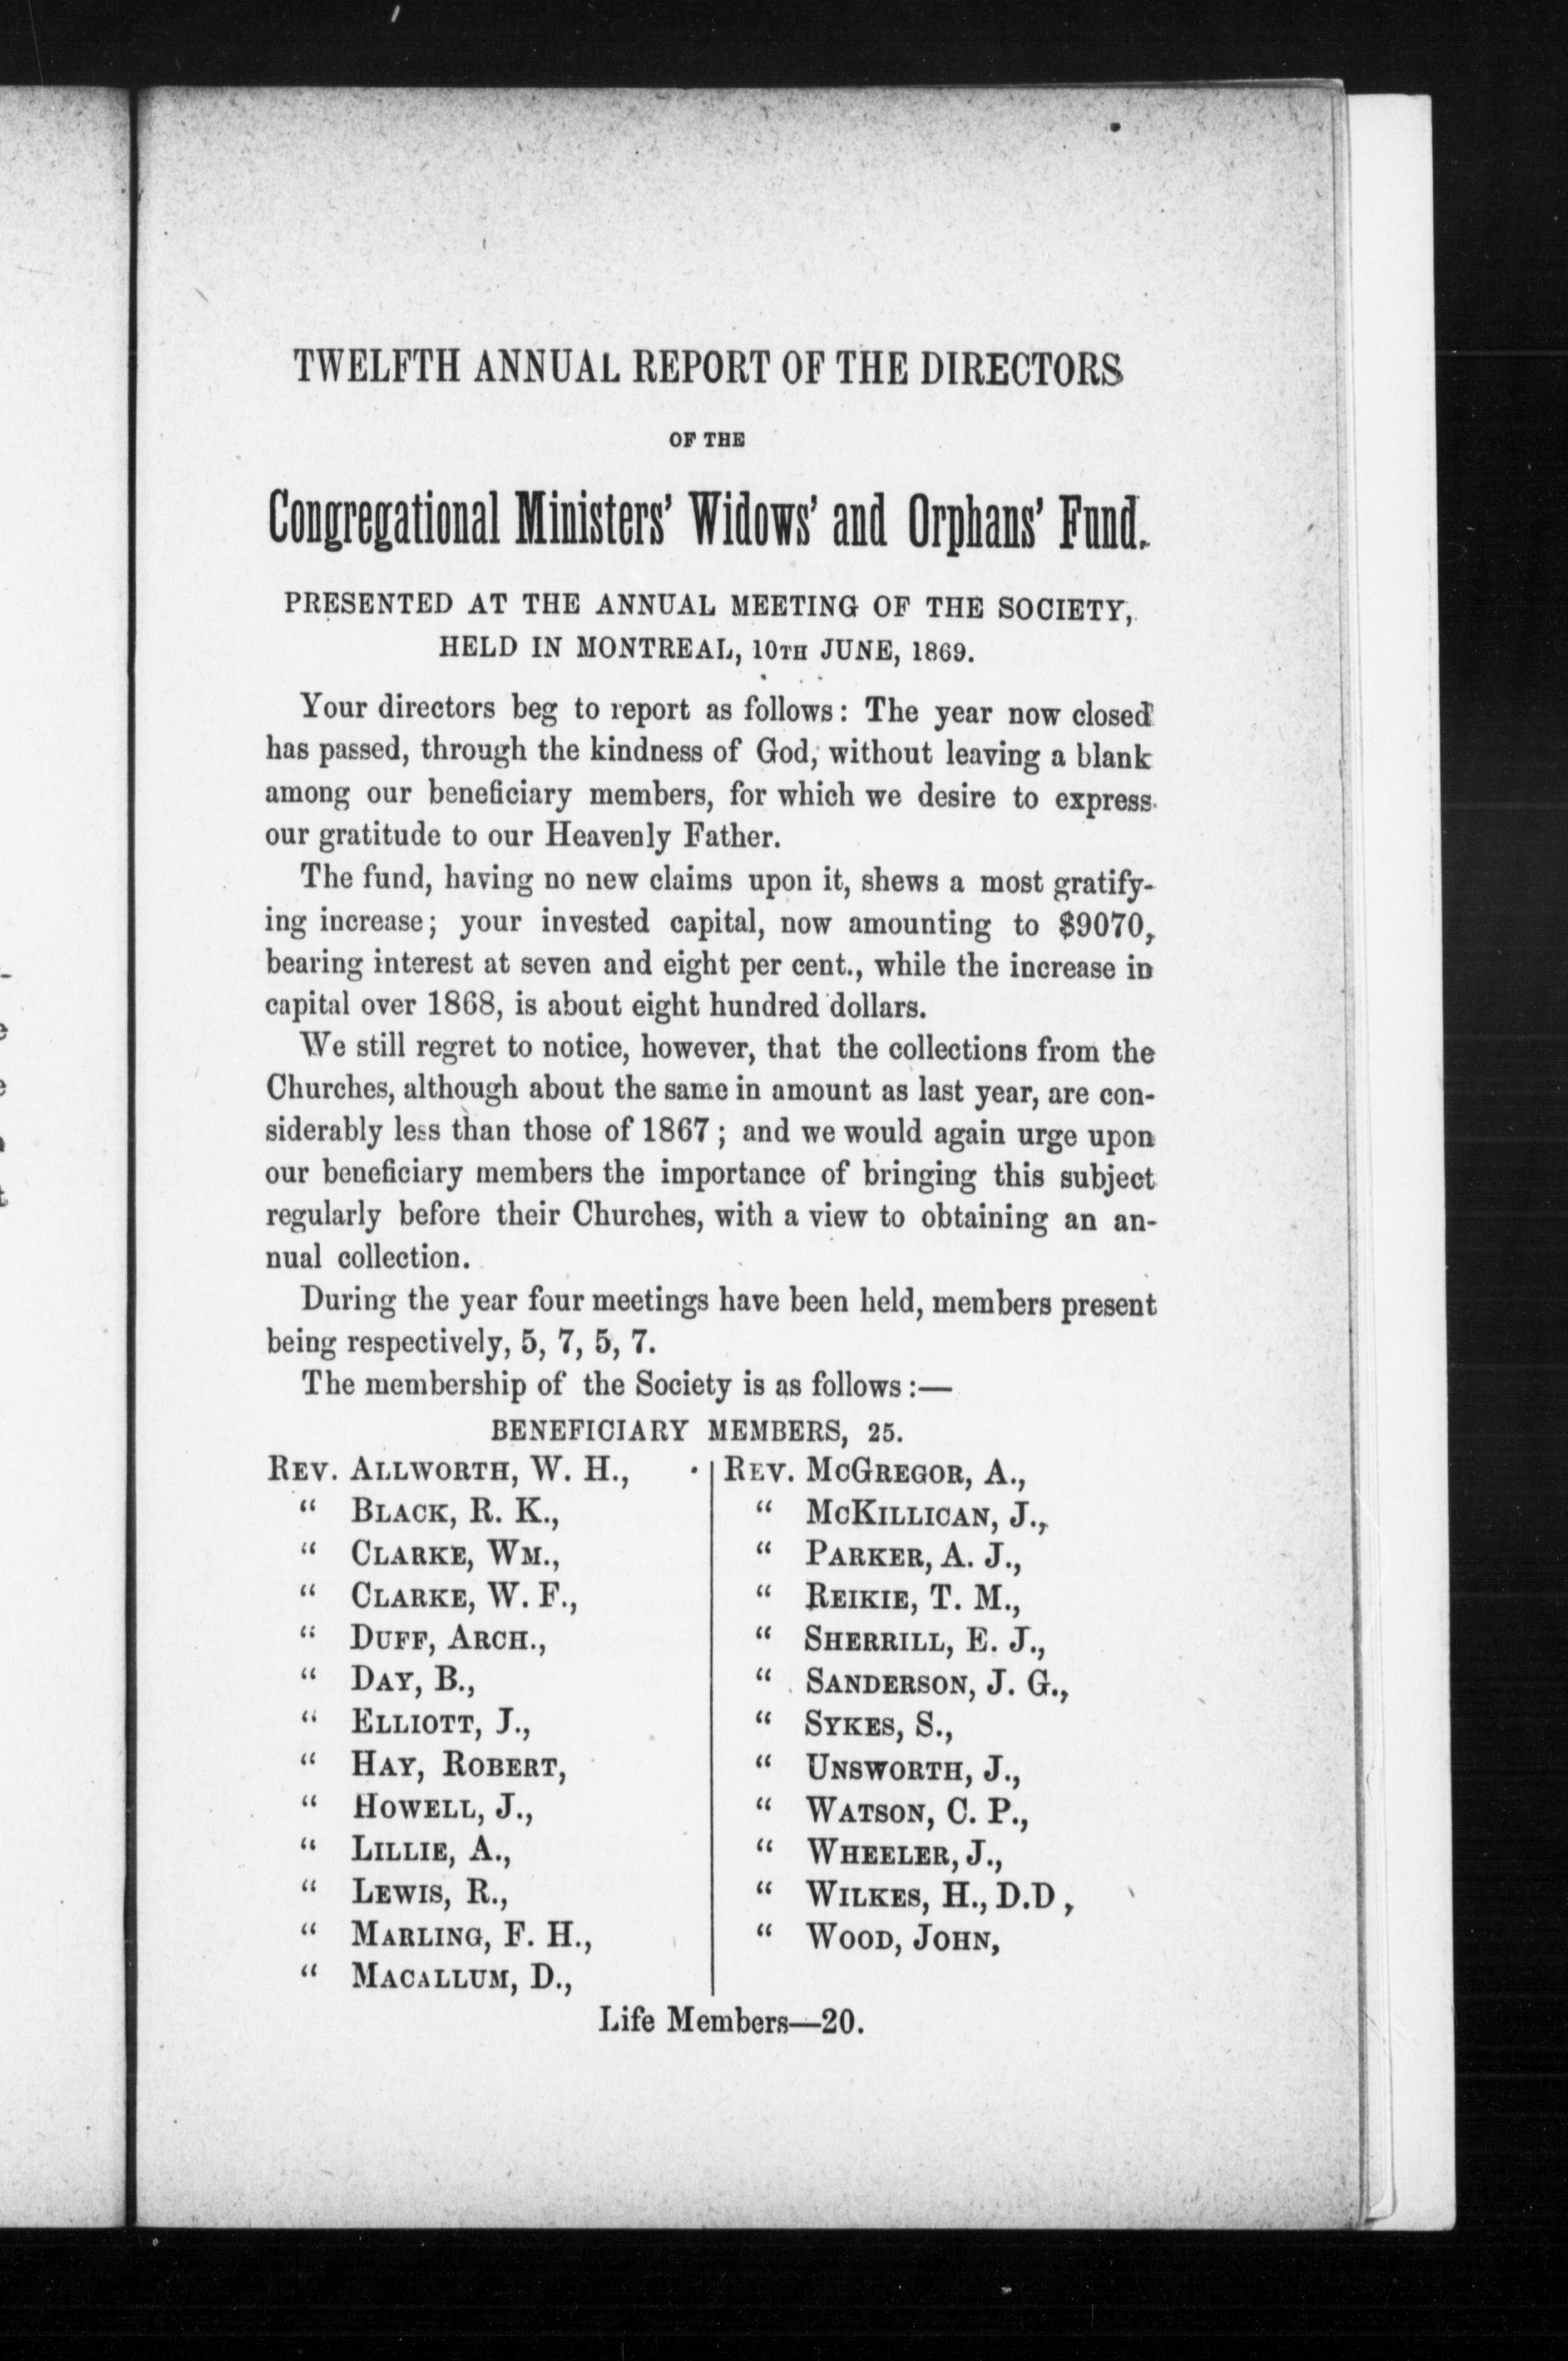 TWELFTH ANNUAL REPORT OF THE DIRECTORS
OF THE
Congregational Ministers' Widows' and Orphans' Fund.
PRESENTED AT THE ANNUAL MEETING OF THE SOCIETY,
HELD IN MONTREAL, 10TH JUNE, 1869.
Your directors beg to report as follows: The year now closed
has passed, through the kindness of God, without leaving a blank
among our beneficiary members, for which we desire to express
our gratitude to our Heavenly Father.
The fund, having no new claims upon it, shews a most gratify-
ing increase; your invested capital, now amounting to $9070,
bearing interest at seven and eight per cent., while the increase in
capital over 1868, is about eight hundred dollars.
We still regret to notice, however, that the collections from the
Churches, although about the same in amount as last year, are con-
siderably less than those of 1867; and we would again urge upon
our beneficiary members the importance of bringing this subject
regularly before their Churches, with a view to obtaining an an-
nual collection.
During the year four meetings have been held, members present
being respectively, 5, 7, 5, 7.
The membership of the Society is as follows:—
BENEFICIARY MEMBERS, 25.
REV. ALLWORTH, W. H.,
" BLACK, R. K.,
" CLARKE, WM.,
" CLARKE, W. F.,
" DUFF, ARCH.,
" DAY, B.,
" ELLIOTT, J.,
" HAY, ROBERT,
" HOWELL, J.,
" LILLIE, A.,
" LEWIS, R.,
" MARLING, F. H.,
" MACALLUM, D.,
REV. MCGREGOR, A.,
" MCKILLICAN, J.,
" PARKER, A. J.,
" REIKIE, T. M.,
" SHERRILL, E. J.,
" SANDERSON, J. G.,
" SYKES, S.,
" UNSWORTH, J.,
" WATSON, C. P.,
" WHEELER, J.,
" WILKES, H., D.D,
" WOOD, JOHN,
Life Members—20.